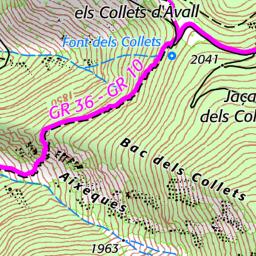 els Collets d'Avall
Font dels Collets
2041
Jaça
dels Col
GR 36 - GR 10
1850
Bac dels Collets
Aixeques
1963